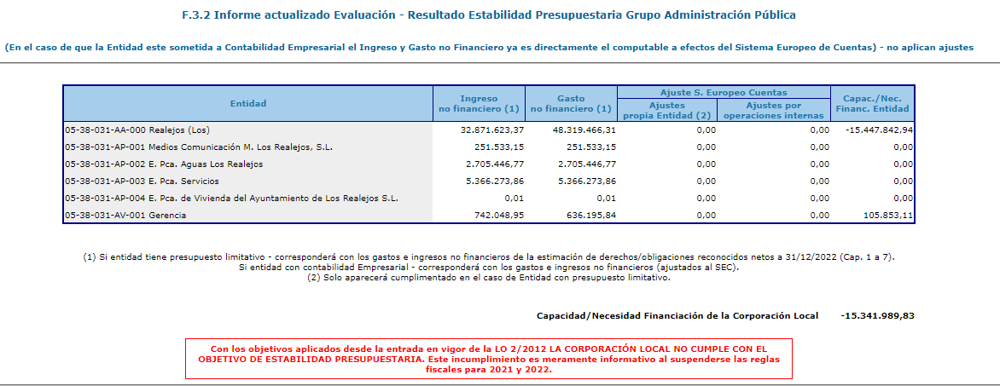 F.3.2 Informe actualizado Evaluación - Resultado Estabilidad Presupuestaria Grupo Administración Pública
(En el caso de que la Entidad este sometida a Contabilidad Empresarial el Ingreso y Gasto no Financiero ya es directamente el computable a efectos del Sistema Europeo de Cuentas) - no aplican ajustes
Entidad Ingreso no financiero (1) Gasto no financiero (1) Ajuste S. Europeo Cuentas Capac./Nec. Financ. Entidad
Ajustes propia Entidad (2) Ajustes por operaciones internas
05-38-031-AA-000 Realejos (Los) 32.871.623,37 48.319.466,31 0,00 0,00 -15.447.842,94
05-38-031-AP-001 Medios Comunicación M. Los Realejos, S.L. 251.533,15 251.533,15 0,00 0,00 0,00
05-38-031-AP-002 E. Pca. Aguas Los Realejos 2.705.446,77 2.705.446,77 0,00 0,00 0,00
05-38-031-AP-003 E. Pca. Servicios 5.366.273,86 5.366.273,86 0,00 0,00 0,00
05-38-031-AP-004 E. Pca. de Vivienda del Ayuntamiento de Los Realejos S.L. 0,01 0,01 0,00 0,00 0,00
05-38-031-AV-001 Gerencia 742.048,95 636.195,84 0,00 0,00 105.853,11
(1) Si entidad tiene presupuesto limitativo - corresponderá con los gastos e ingresos no financieros de la estimación de derechos/obligaciones reconocidos netos a 31/12/2022 (Cap. 1 a 7).
Si entidad con contabilidad Empresarial - corresponderá con los gastos e ingresos no financieros (ajustados al SEC).
(2) Solo aparecerá cumplimentado en el caso de Entidad con presupuesto limitativo.
Capacidad/Necesidad Financiación de la Corporación Local -15.341.989,83
Con los objetivos aplicados desde la entrada en vigor de la LO 2/2012 LA CORPORACIÓN LOCAL NO CUMPLE CON EL
OBJETIVO DE ESTABILIDAD PRESUPUESTARIA. Este incumplimiento es meramente informativo al suspenderse las reglas
fiscales para 2021 y 2022.